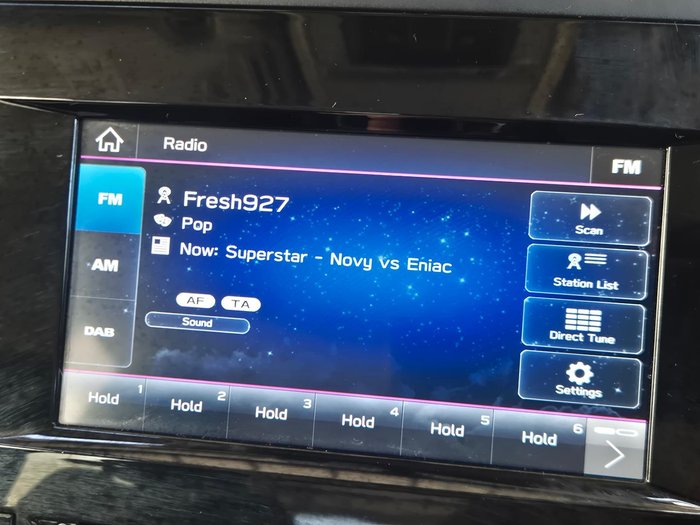 Radio
FM
FM
AM
DAB
Fresh927
Pop
Now: Superstar - Novy vs Eniac
AF TA
Sound
Scan
Station List
Direct Tune
Settings
Hold 1
Hold 2
Hold 3
Hold 4
Hold 5
Hold 6